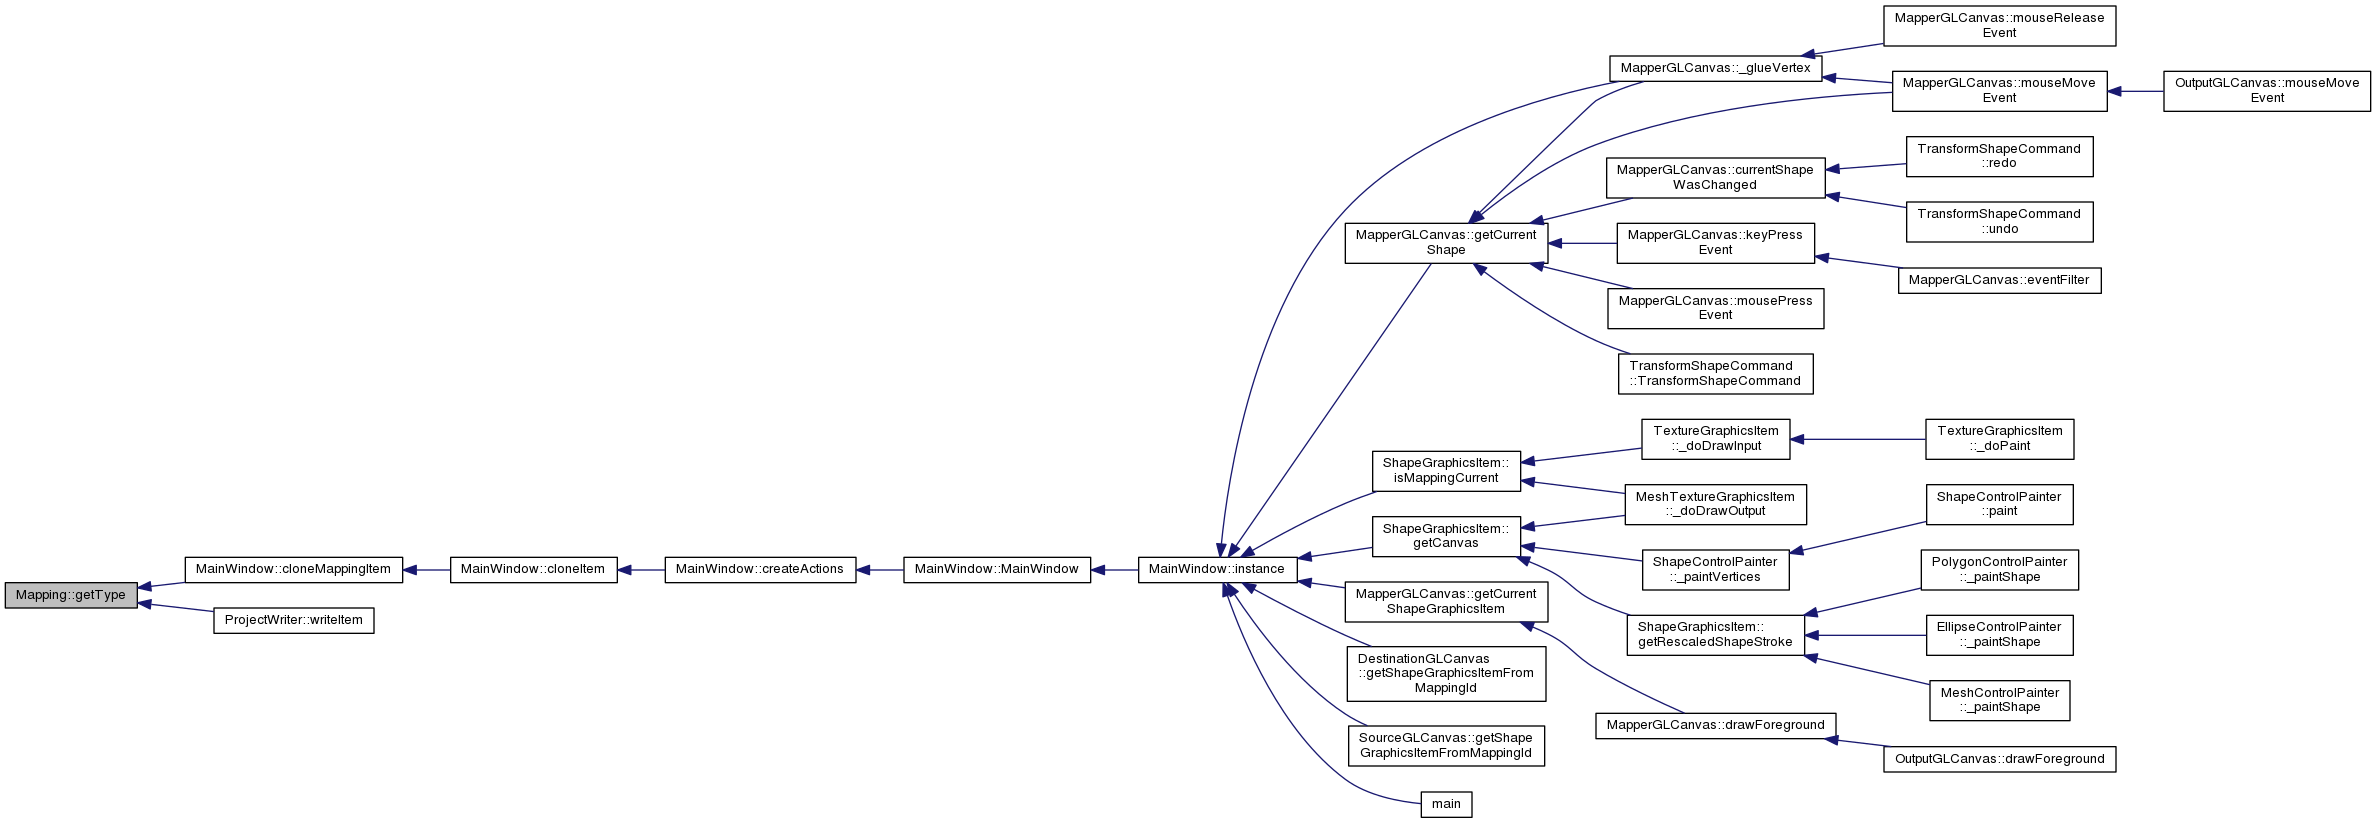 Mapping::getType
MainWindow::cloneMappingItem
ProjectWriter::writeItem
MainWindow::cloneItem
MainWindow::createActions
MainWindow::MainWindow
MainWindow::instance
MapperGLCanvas::_glueVertex
MapperGLCanvas::mouseRelease
Event
MapperGLCanvas::mouseMove
Event
OutputGLCanvas::mouseMove
Event
MapperGLCanvas::getCurrent
Shape
MapperGLCanvas::currentShape
WasChanged
TransformShapeCommand
::redo
TransformShapeCommand
::undo
MapperGLCanvas::keyPress
Event
MapperGLCanvas::eventFilter
MapperGLCanvas::mousePress
Event
TransformShapeCommand
::TransformShapeCommand
ShapeGraphicsItem::
isMappingCurrent
TextureGraphicsItem
::_doDrawInput
TextureGraphicsItem
::_doPaint
MeshTextureGraphicsItem
::_doDrawOutput
ShapeGraphicsItem::
getCanvas
ShapeControlPainter
::_paintVertices
ShapeControlPainter
::paint
ShapeGraphicsItem::
getRescaledShapeStroke
PolygonControlPainter
::_paintShape
EllipseControlPainter
::_paintShape
MeshControlPainter
::_paintShape
MapperGLCanvas::getCurrent
ShapeGraphicsItem
MapperGLCanvas::drawForeground
OutputGLCanvas::drawForeground
DestinationGLCanvas
::getShapeGraphicsItemFrom
MappingId
SourceGLCanvas::getShape
GraphicsItemFromMappingId
main